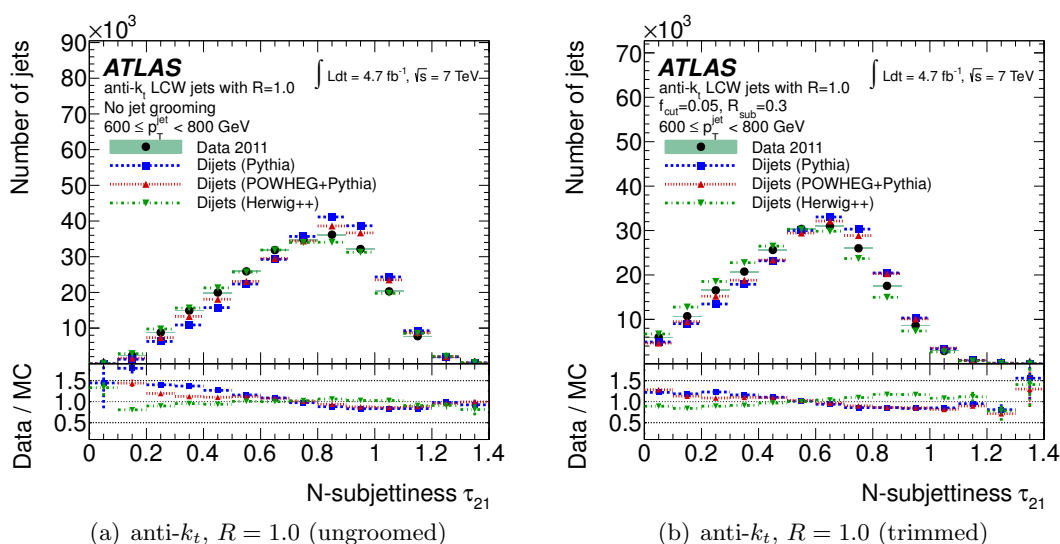 ×10³
Number of jets
90
80
70
60
50
40
30
20
10
ATLAS
∫ Ldt = 4.7 fb⁻¹, √s = 7 TeV
anti-kₜ LCW jets with R=1.0
No jet grooming
600 ≤ p_T^jet < 800 GeV
Data 2011
Dijets (Pythia)
Dijets (POWHEG+Pythia)
Dijets (Herwig++)
Data / MC
1.5
1.0
0.5
0 0.2 0.4 0.6 0.8 1 1.2 1.4
N-subjettiness τ₂₁
(a) anti-kₜ, R = 1.0 (ungroomed)
×10³
Number of jets
70
60
50
40
30
20
10
ATLAS
∫ Ldt = 4.7 fb⁻¹, √s = 7 TeV
anti-kₜ LCW jets with R=1.0
f_cut=0.05, R_sub=0.3
600 ≤ p_T^jet < 800 GeV
Data 2011
Dijets (Pythia)
Dijets (POWHEG+Pythia)
Dijets (Herwig++)
Data / MC
1.5
1.0
0.5
0 0.2 0.4 0.6 0.8 1 1.2 1.4
N-subjettiness τ₂₁
(b) anti-kₜ, R = 1.0 (trimmed)